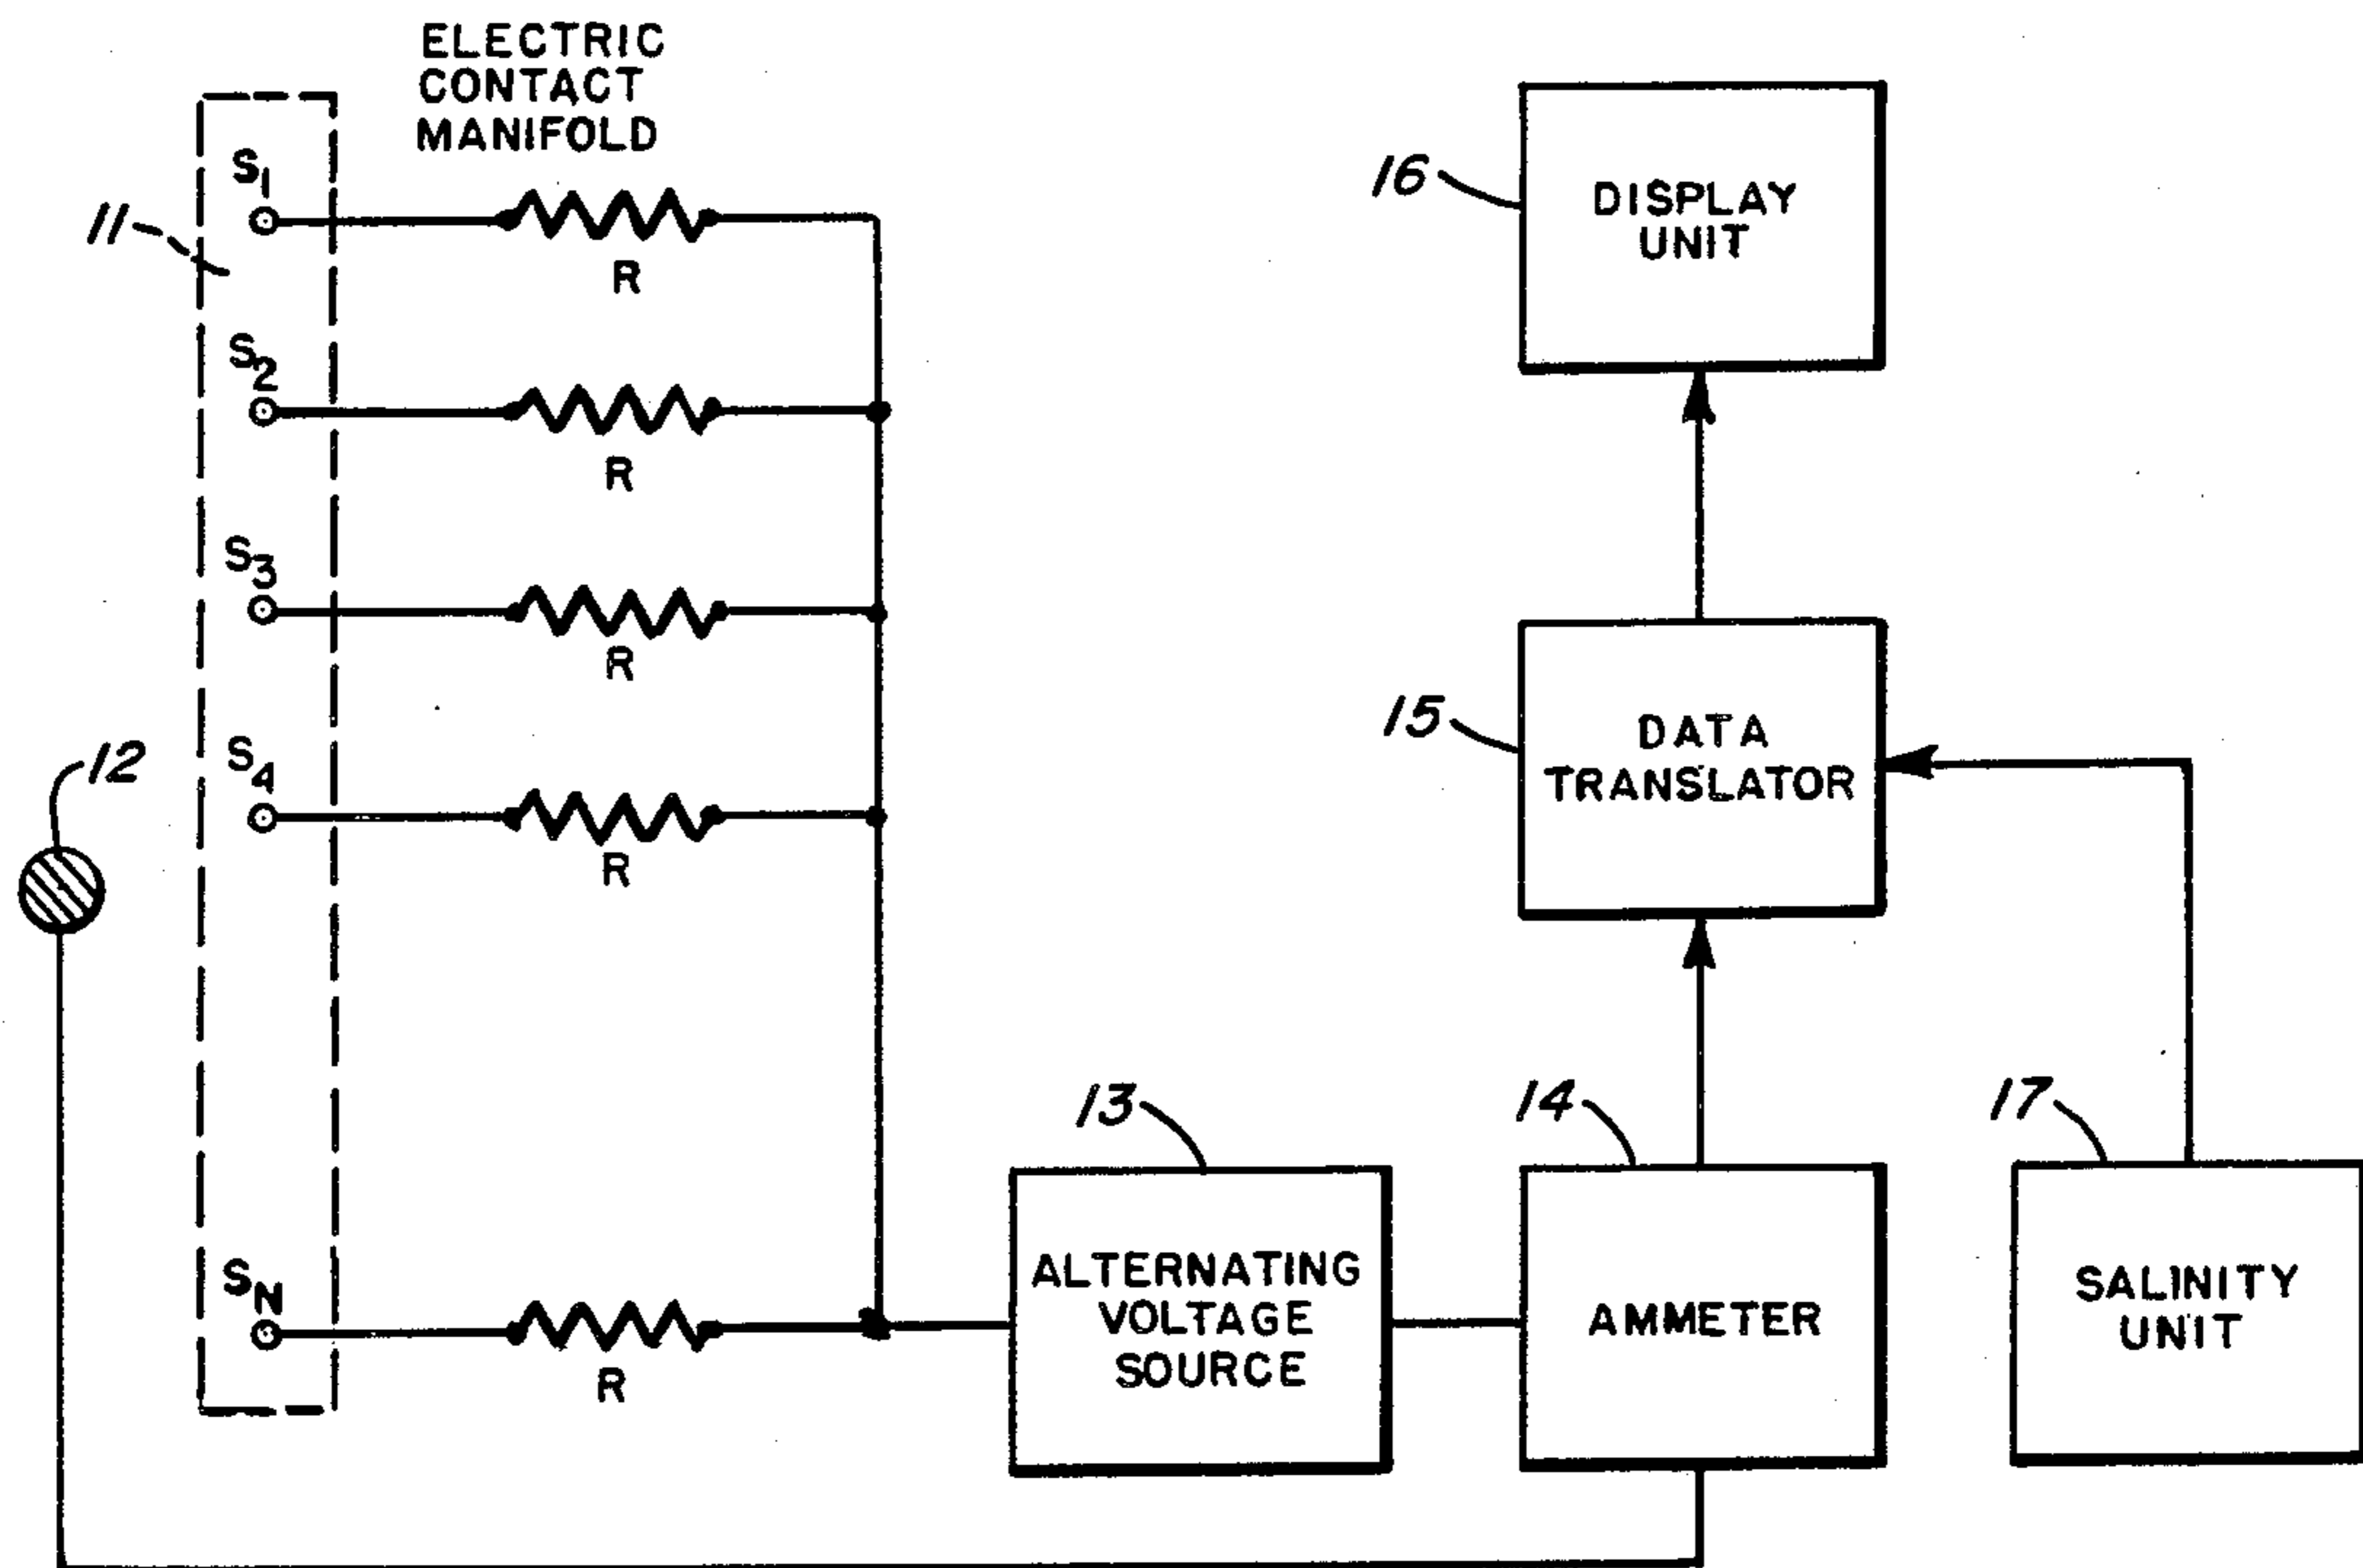 ELECTRIC
CONTACT
MANIFOLD
S1
11
R
S2
R
S3
R
S4
R
12
SN
R
16
DISPLAY
UNIT
15
DATA
TRANSLATOR
13
ALTERNATING
VOLTAGE
SOURCE
14
AMMETER
17
SALINITY
UNIT